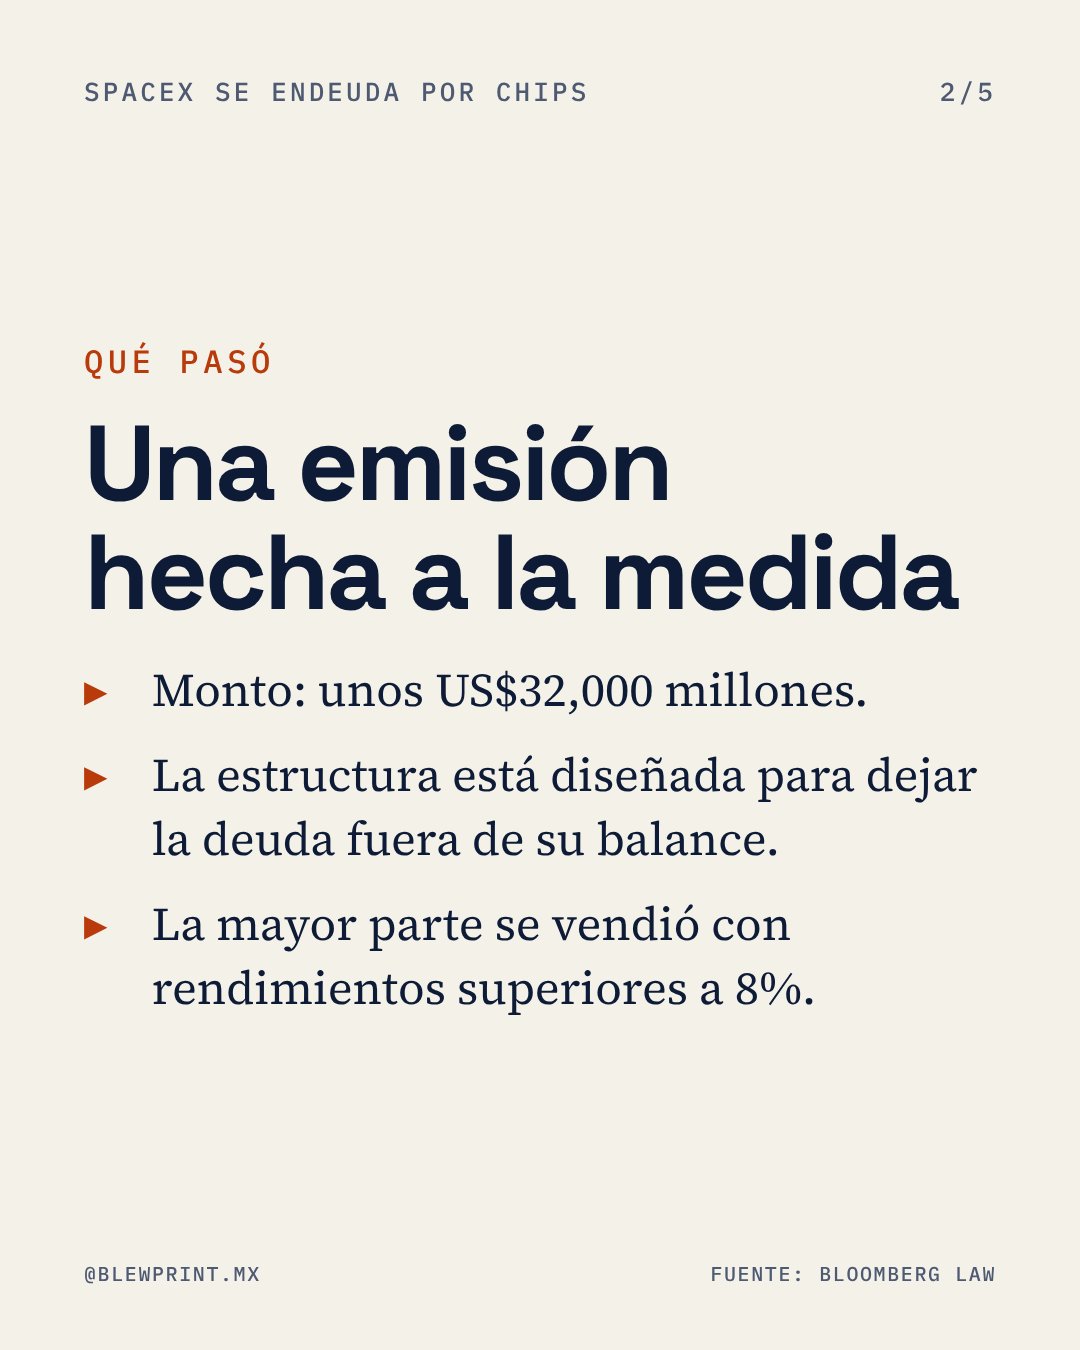 SPACEX SE ENDEUDA POR CHIPS
2/5
QUÉ PASÓ
Una emisión
hecha a la medida
▶ Monto: unos US$32,000 millones.
▶ La estructura está diseñada para dejar
la deuda fuera de su balance.
▶ La mayor parte se vendió con
rendimientos superiores a 8%.
@BLEWPRINT.MX
FUENTE: BLOOMBERG LAW